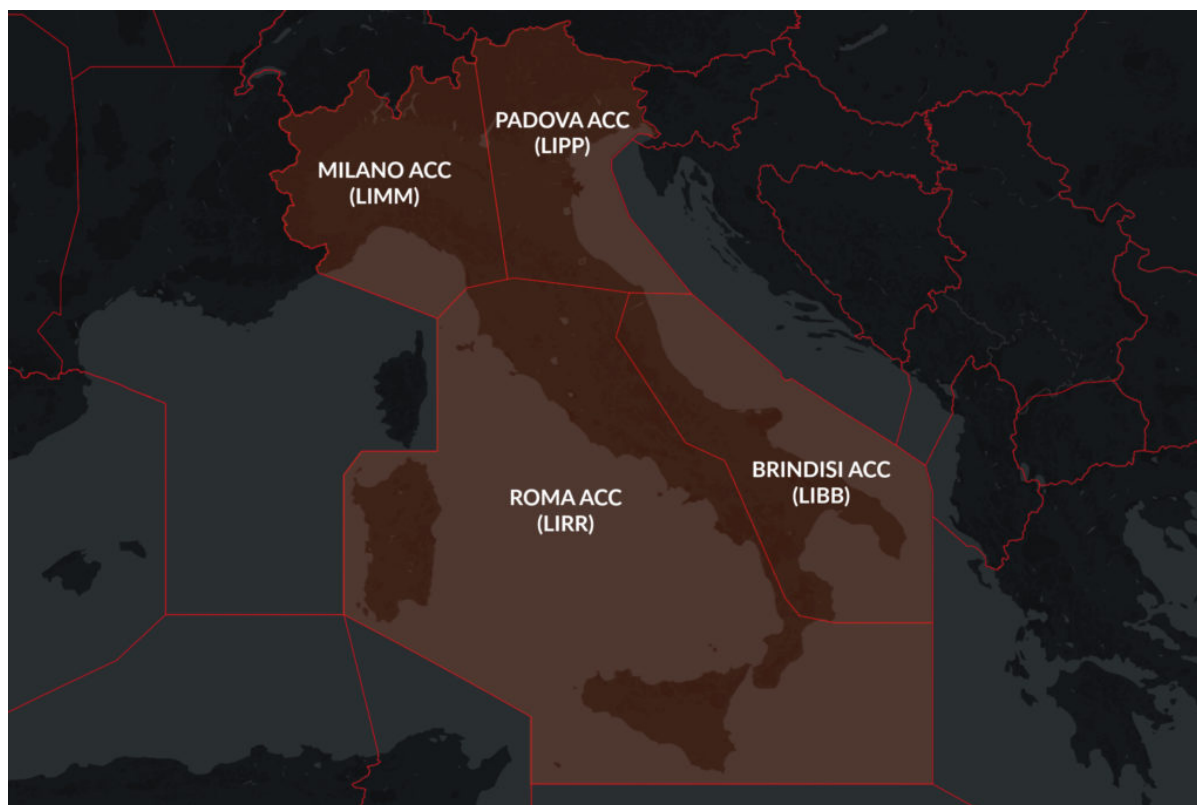 PADOVA ACC
(LIPP)
MILANO ACC
(LIMM)
BRINDISI ACC
(LIBB)
ROMA ACC
(LIRR)